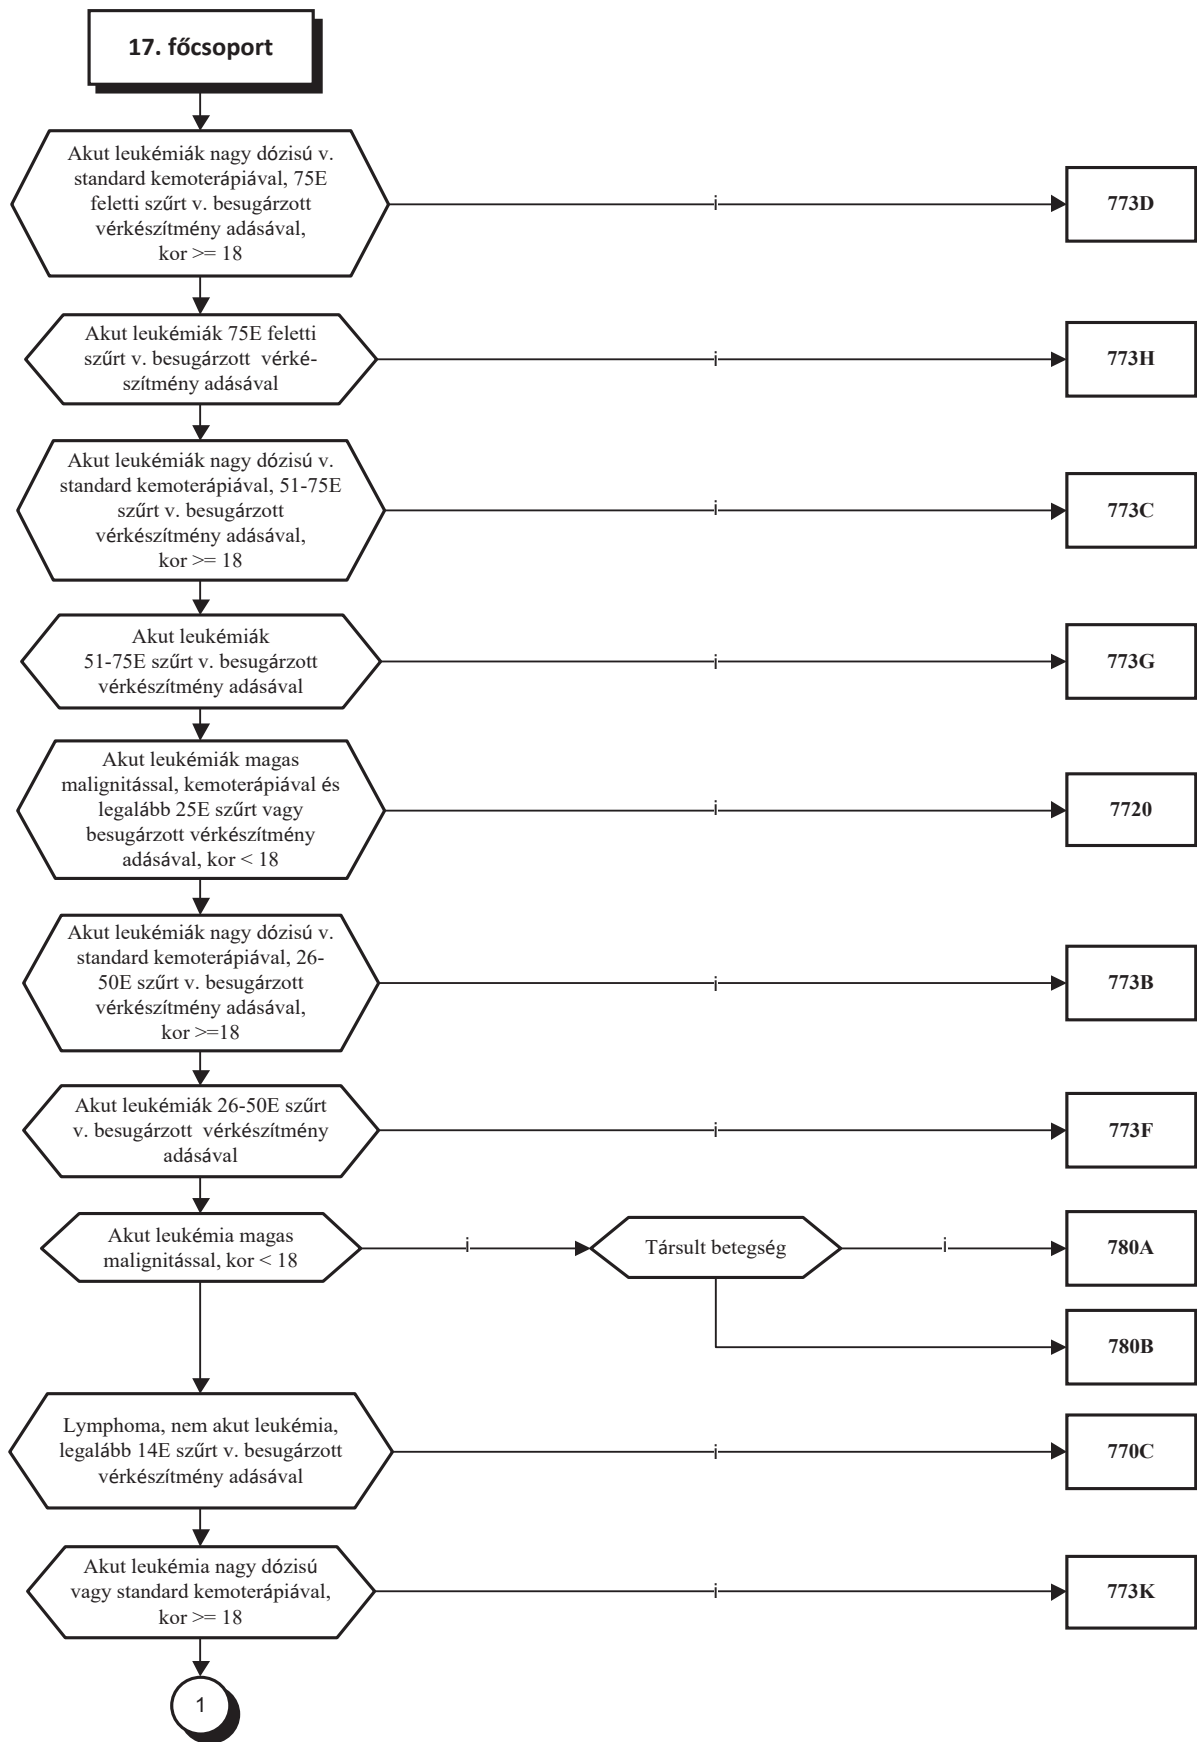 17. főcsoport
Akut leukémiák nagy dózisú v.
standard kemoterápiával, 75E
feletti szűrt v. besugárzott
vérkészítmény adásával,
kor >= 18
i
773D
Akut leukémiák 75E feletti
szűrt v. besugárzott vérké-
szítmény adásával
i
773H
Akut leukémiák nagy dózisú v.
standard kemoterápiával, 51-75E
szűrt v. besugárzott
vérkészítmény adásával,
kor >= 18
i
773C
Akut leukémiák
51-75E szűrt v. besugárzott
vérkészítmény adásával
i
773G
Akut leukémiák magas
malignitással, kemoterápiával és
legalább 25E szűrt vagy
besugárzott vérkészítmény
adásával, kor < 18
i
7720
Akut leukémiák nagy dózisú v.
standard kemoterápiával, 26-
50E szűrt v. besugárzott
vérkészítmény adásával,
kor >=18
i
773B
Akut leukémiák 26-50E szűrt
v. besugárzott vérkészítmény
adásával
i
773F
Akut leukémia magas
malignitással, kor < 18
i
Társult betegség
i
780A
780B
Lymphoma, nem akut leukémia,
legalább 14E szűrt v. besugárzott
vérkészítmény adásával
i
770C
Akut leukémia nagy dózisú
vagy standard kemoterápiával,
kor >= 18
i
773K
1